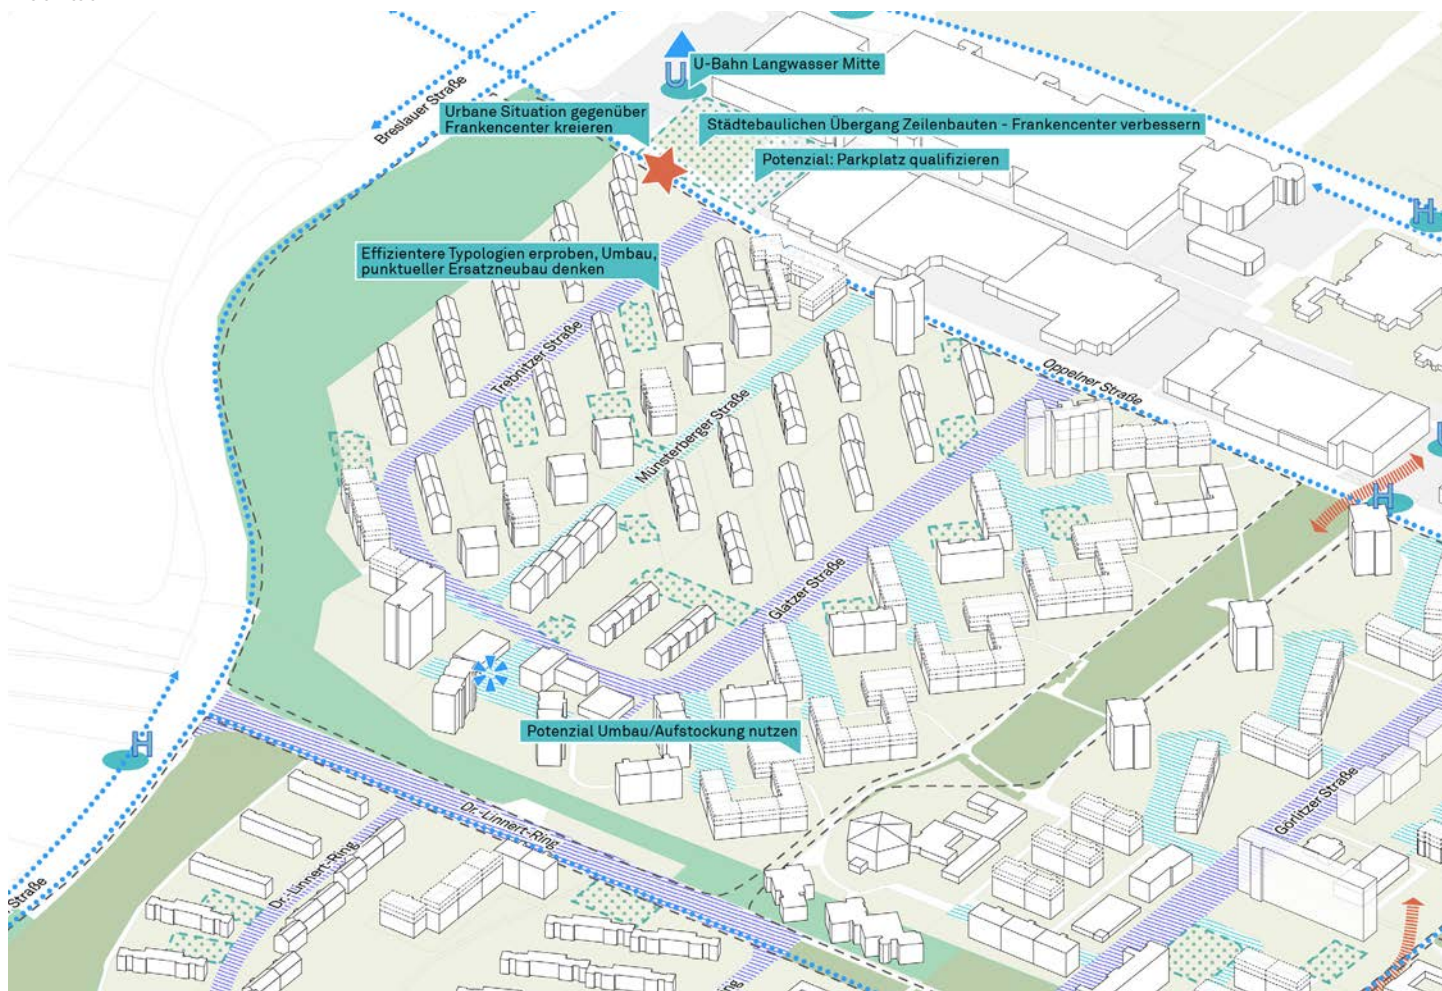 U
U-Bahn Langwasser Mitte
Breslauer Straße
Urbane Situation gegenüber
Frankencenter kreieren
Städtebaulichen Übergang Zeilenbauten - Frankencenter verbessern
Potenzial: Parkplatz qualifizieren
H
Effizientere Typologien erproben, Umbau,
punktueller Ersatzneubau denken
Trebnitzer Straße
Oppelner Straße
Münsterberger Straße
H
Glatzer Straße
Potenzial Umbau/Aufstockung nutzen
H
Görlitzer Straße
Dr.-Linnert-Ring
Dr.-Linnert-Ring
Straße